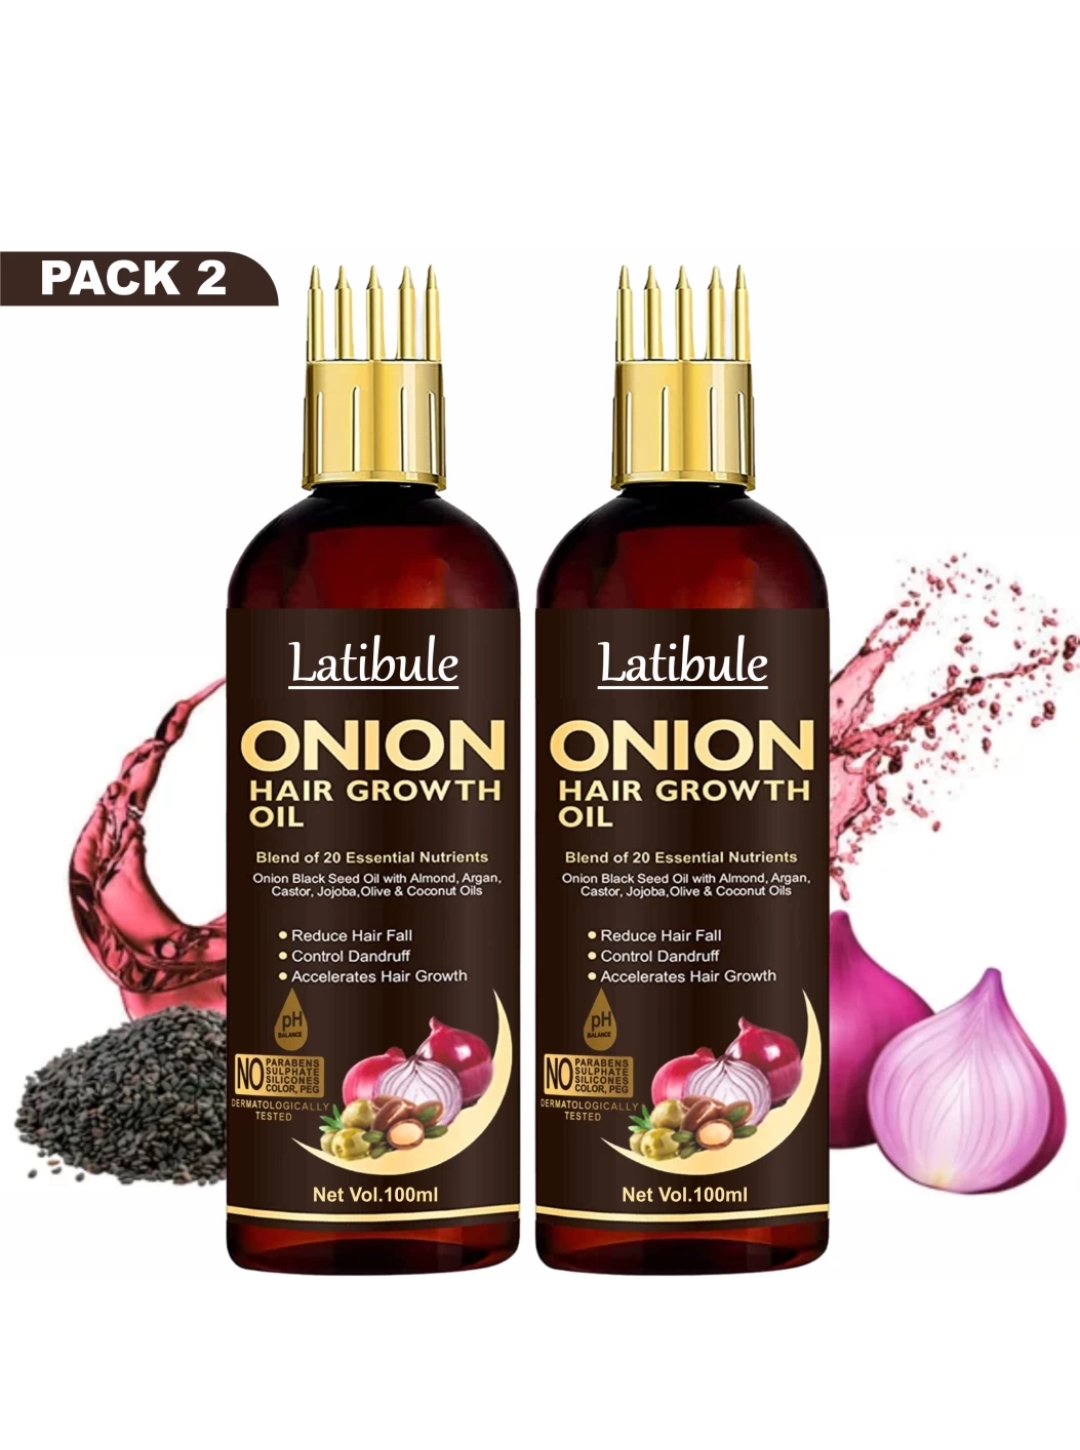 PACK 2
Latibule
ONION
HAIR GROWTH
OIL
Blend of 20 Essential Nutrients
Onion Black Seed Oil with Almond, Argan,
Castor, Jojoba,Olive & Coconut Oils
• Reduce Hair Fall
• Control Dandruff
• Accelerates Hair Growth
pH
BALANCE
NO PARABENS
SULPHATE
SILICONES
COLOR, PEG
DERMATOLOGICALLY
TESTED
Net Vol.100ml
Latibule
ONION
HAIR GROWTH
OIL
Blend of 20 Essential Nutrients
Onion Black Seed Oil with Almond, Argan,
Castor, Jojoba,Olive & Coconut Oils
• Reduce Hair Fall
• Control Dandruff
• Accelerates Hair Growth
pH
BALANCE
NO PARABENS
SULPHATE
SILICONES
COLOR, PEG
DERMATOLOGICALLY
TESTED
Net Vol.100ml